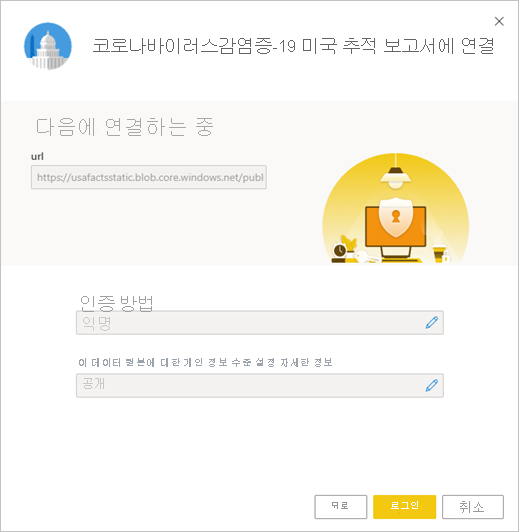 코로나바이러스감염증-19 미국 추적 보고서에 연결
다음에 연결하는 중
url
https://usafactsstatic.blob.core.windows.net/publ
인증 방법
익명
이 데이터 원본에 대한 개인 정보 수준 설정 자세한 정보
공개
뒤로
로그인
취소